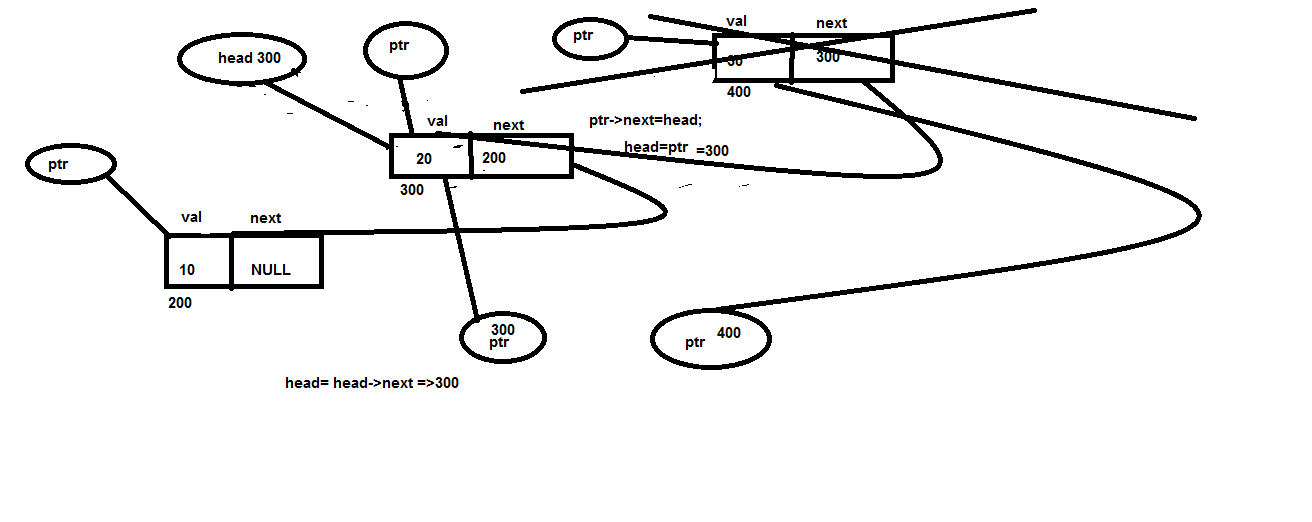 val next
ptr
30 300
400
head 300
ptr
ptr->next=head;
head=ptr =300
val next
20 200
300
ptr
val next
10 NULL
200
300
ptr
400
ptr
head= head->next =>300